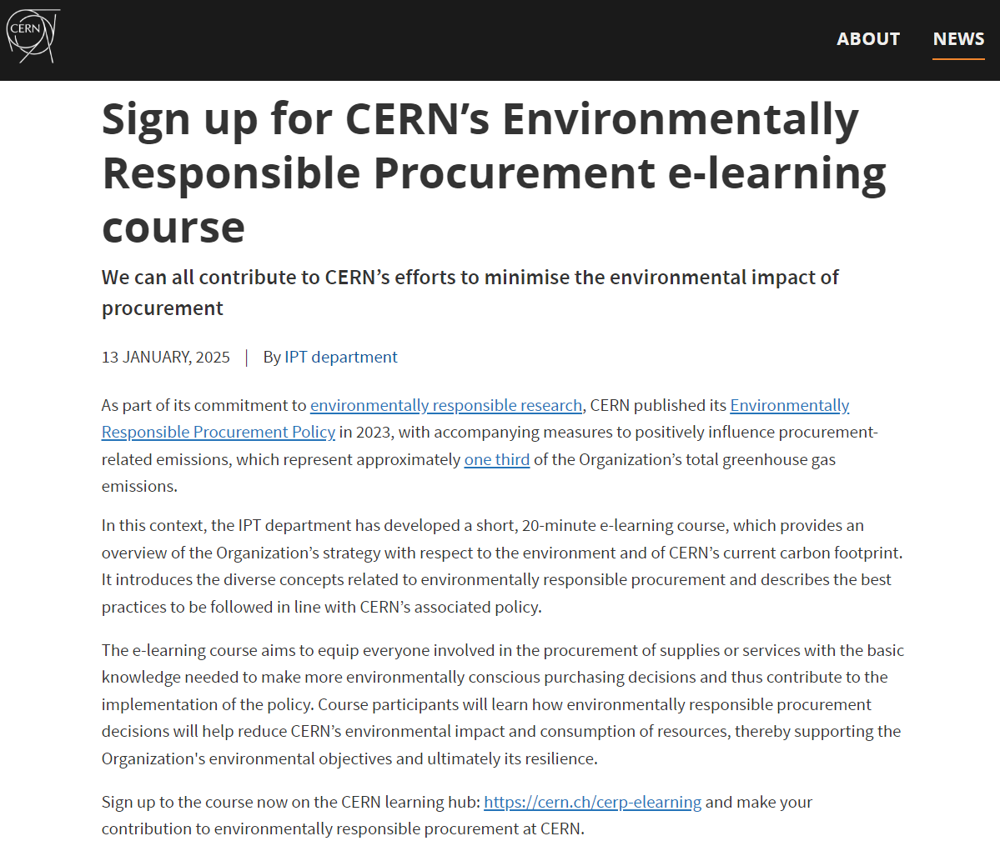 CERN
ABOUT NEWS
Sign up for CERN’s Environmentally
Responsible Procurement e-learning
course
We can all contribute to CERN’s efforts to minimise the environmental impact of
procurement
13 JANUARY, 2025 | By IPT department
As part of its commitment to environmentally responsible research, CERN published its Environmentally
Responsible Procurement Policy in 2023, with accompanying measures to positively influence procurement-
related emissions, which represent approximately one third of the Organization’s total greenhouse gas
emissions.
In this context, the IPT department has developed a short, 20-minute e-learning course, which provides an
overview of the Organization’s strategy with respect to the environment and of CERN’s current carbon footprint.
It introduces the diverse concepts related to environmentally responsible procurement and describes the best
practices to be followed in line with CERN’s associated policy.
The e-learning course aims to equip everyone involved in the procurement of supplies or services with the basic
knowledge needed to make more environmentally conscious purchasing decisions and thus contribute to the
implementation of the policy. Course participants will learn how environmentally responsible procurement
decisions will help reduce CERN’s environmental impact and consumption of resources, thereby supporting the
Organization's environmental objectives and ultimately its resilience.
Sign up to the course now on the CERN learning hub: https://cern.ch/cerp-elearning and make your
contribution to environmentally responsible procurement at CERN.